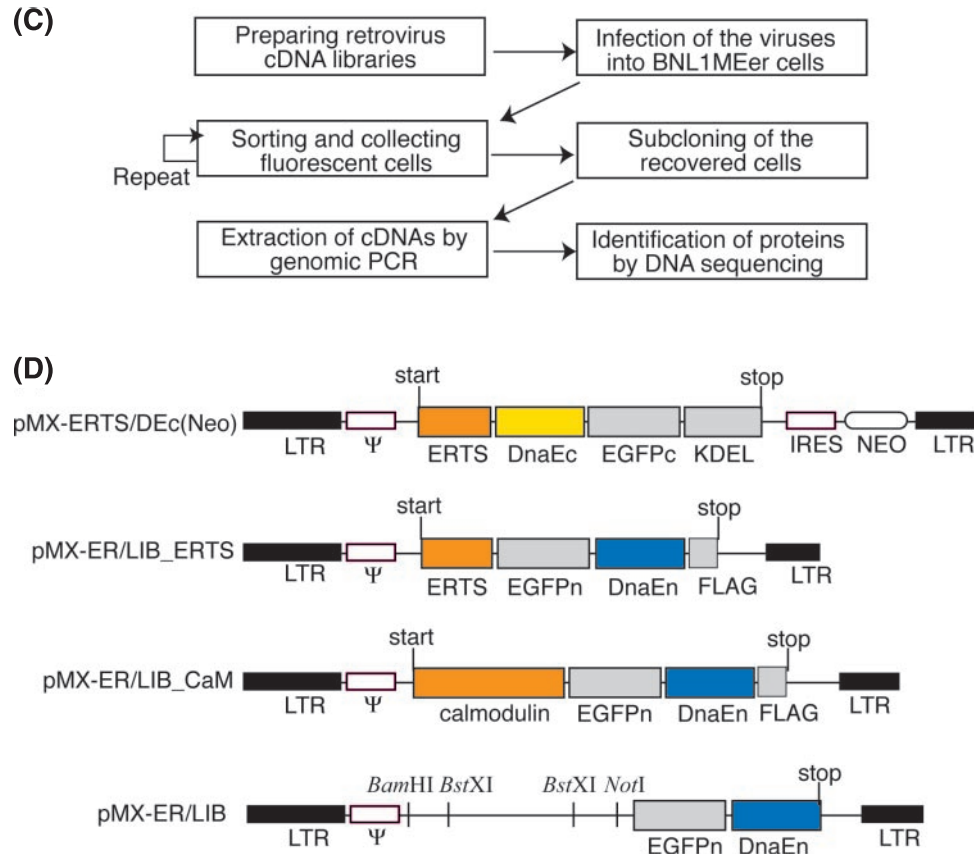 (C)
Preparing retrovirus
cDNA libraries
Infection of the viruses
into BNL1MEer cells
Sorting and collecting
fluorescent cells
Repeat
Subcloning of the
recovered cells
Extraction of cDNAs by
genomic PCR
Identification of proteins
by DNA sequencing
(D)
start stop
pMX-ERTS/DEc(Neo)
LTR Ψ ERTS DnaEc EGFPc KDEL IRES NEO LTR
start stop
pMX-ER/LIB_ERTS
LTR Ψ ERTS EGFPn DnaEn FLAG LTR
start stop
pMX-ER/LIB_CaM
LTR Ψ calmodulin EGFPn DnaEn FLAG LTR
BamHI BstXI BstXI NotI stop
pMX-ER/LIB
LTR Ψ EGFPn DnaEn LTR